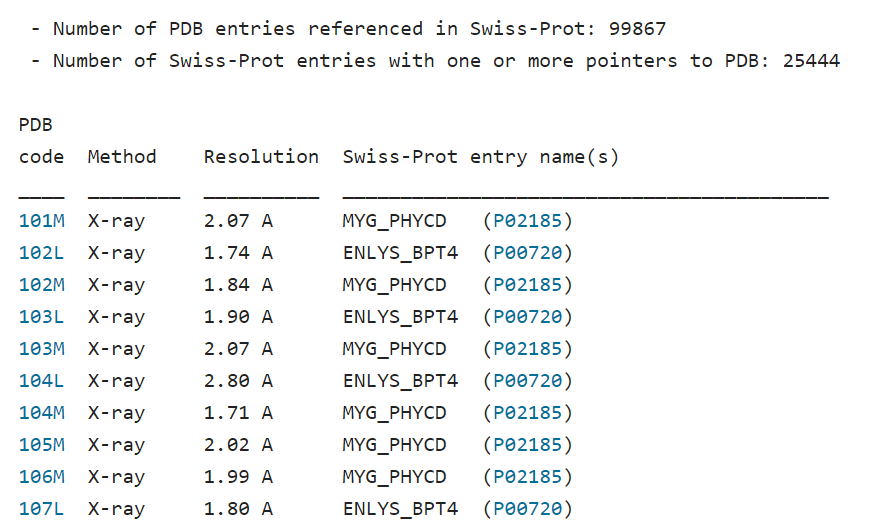 - Number of PDB entries referenced in Swiss-Prot: 99867
- Number of Swiss-Prot entries with one or more pointers to PDB: 25444
PDB
code  Method    Resolution  Swiss-Prot entry name(s)
____  ________  __________  __________________________________________
101M  X-ray     2.07 A      MYG_PHYCD   (P02185)
102L  X-ray     1.74 A      ENLYS_BPT4  (P00720)
102M  X-ray     1.84 A      MYG_PHYCD   (P02185)
103L  X-ray     1.90 A      ENLYS_BPT4  (P00720)
103M  X-ray     2.07 A      MYG_PHYCD   (P02185)
104L  X-ray     2.80 A      ENLYS_BPT4  (P00720)
104M  X-ray     1.71 A      MYG_PHYCD   (P02185)
105M  X-ray     2.02 A      MYG_PHYCD   (P02185)
106M  X-ray     1.99 A      MYG_PHYCD   (P02185)
107L  X-ray     1.80 A      ENLYS_BPT4  (P00720)